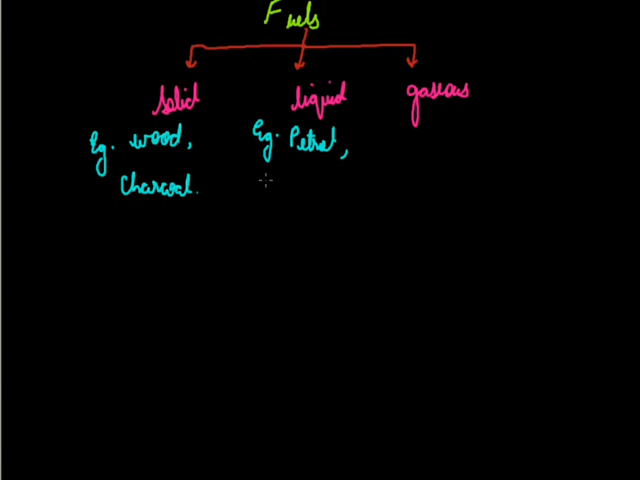 Fuels
Solid liquid gaseous
Eg. wood, Eg. Petrol,
Charcoal.